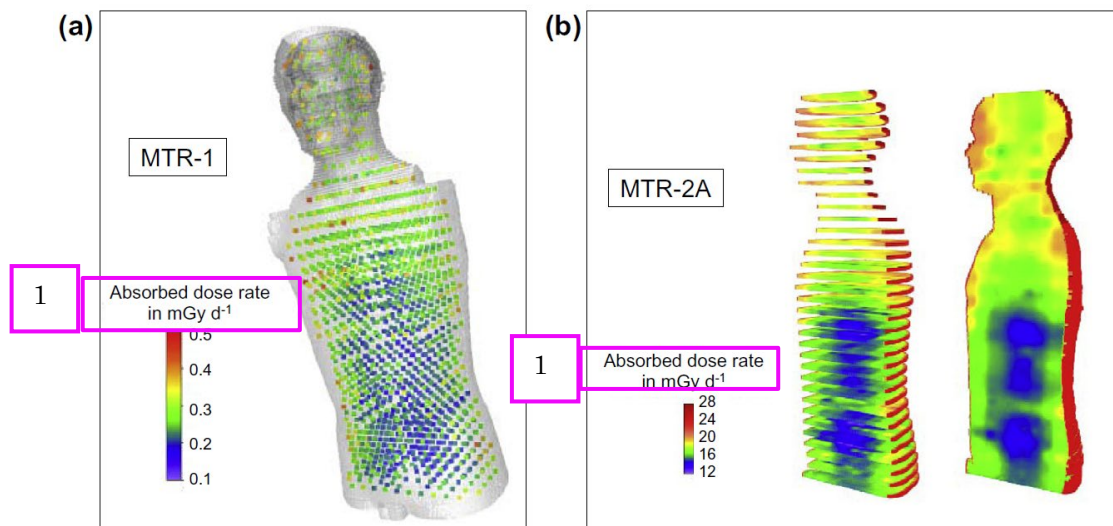 (a)
MTR-1
1
Absorbed dose rate
in mGy d-1
0.5
0.4
0.3
0.2
0.1
(b)
MTR-2A
1
Absorbed dose rate
in mGy d-1
28
24
20
16
12